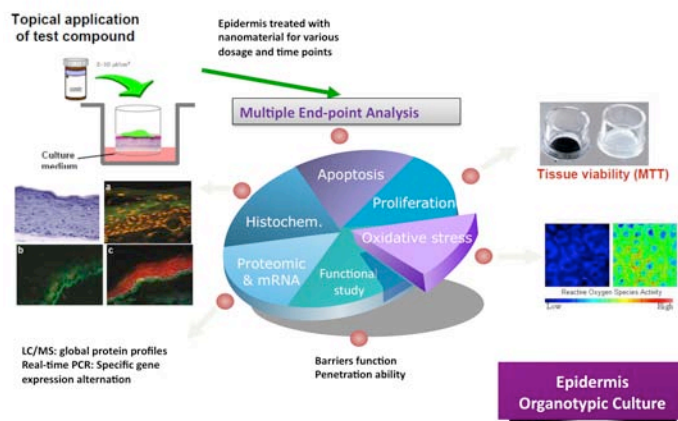 Topical application
of test compound
Epidermis treated with
nanomaterial for various
dosage and time points
Multiple End-point Analysis
Culture
medium
Tissue viability (MTT)
Apoptosis
Proliferation
Histochem.
Oxidative stress
Proteomic
& mRNA
Functional
study
a
b
c
Reactive Oxygen Species Activity
Low
High
LC/MS: global protein profiles
Real-time PCR: Specific gene
expression alternation
Barriers function
Penetration ability
Epidermis
Organotypic Culture